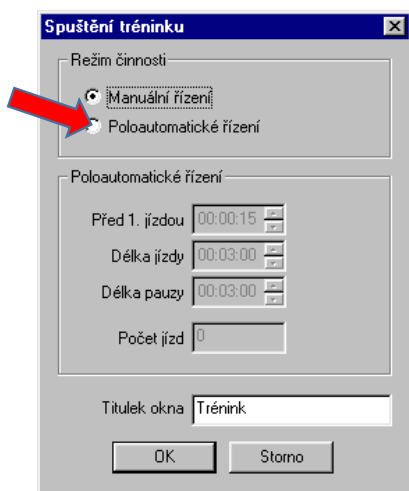 Spuštění tréninku
Režim činnosti
Manuální řízení
Poloautomatické řízení
Poloautomatické řízení
Před 1. jízdou 00:00:15
Délka jízdy 00:03:00
Délka pauzy 00:03:00
Počet jízd 0
Titulek okna Trénink
OK Storno